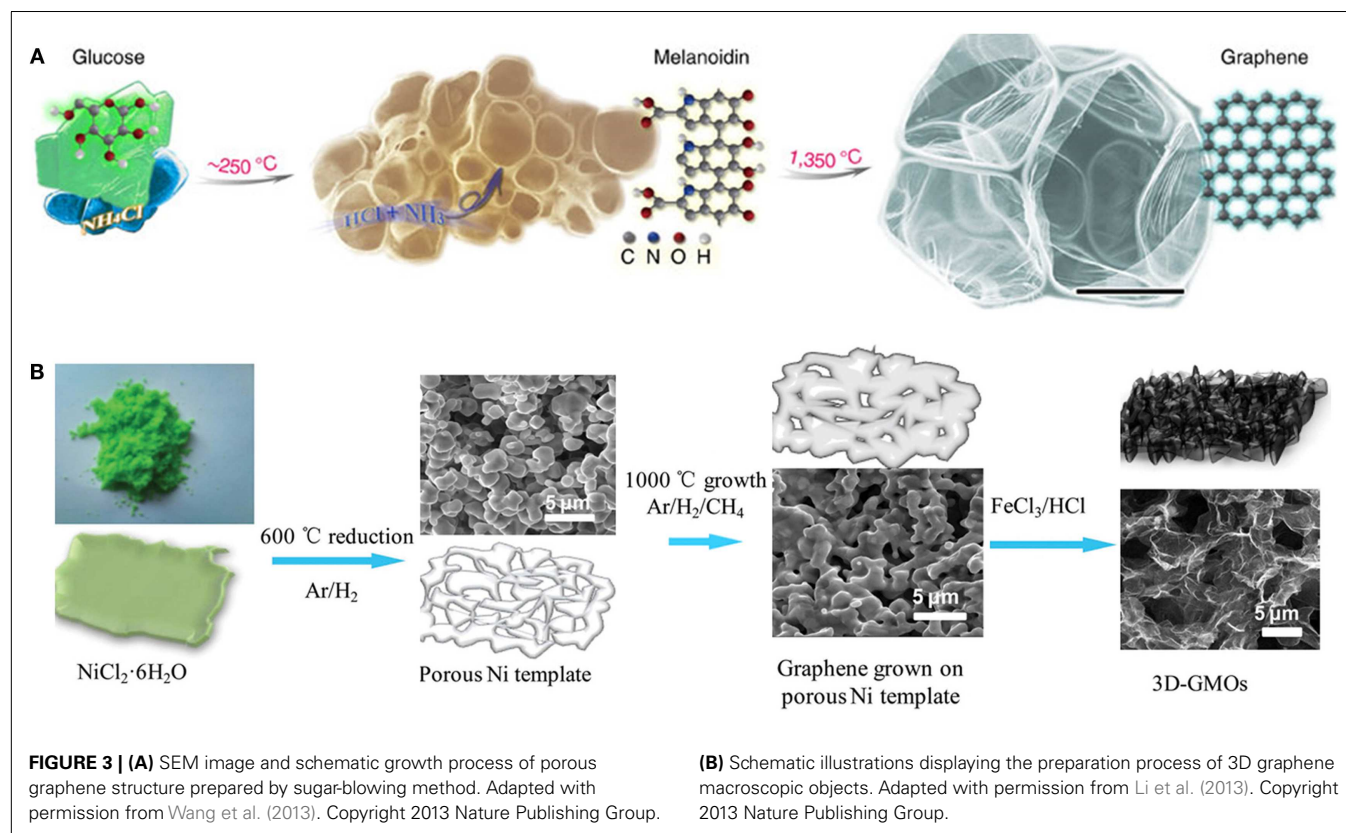 A
Glucose
Melanoidin
Graphene
~250 °C
1,350 °C
NH4Cl
HCl + NH3
C N O H
B
600 ℃ reduction
Ar/H2
5 μm
1000 ℃ growth
Ar/H2/CH4
5 μm
FeCl3/HCl
5 μm
NiCl2·6H2O
Porous Ni template
Graphene grown on
porous Ni template
3D-GMOs
FIGURE 3 | (A) SEM image and schematic growth process of porous
graphene structure prepared by sugar-blowing method. Adapted with
permission from Wang et al. (2013). Copyright 2013 Nature Publishing Group.
(B) Schematic illustrations displaying the preparation process of 3D graphene
macroscopic objects. Adapted with permission from Li et al. (2013). Copyright
2013 Nature Publishing Group.